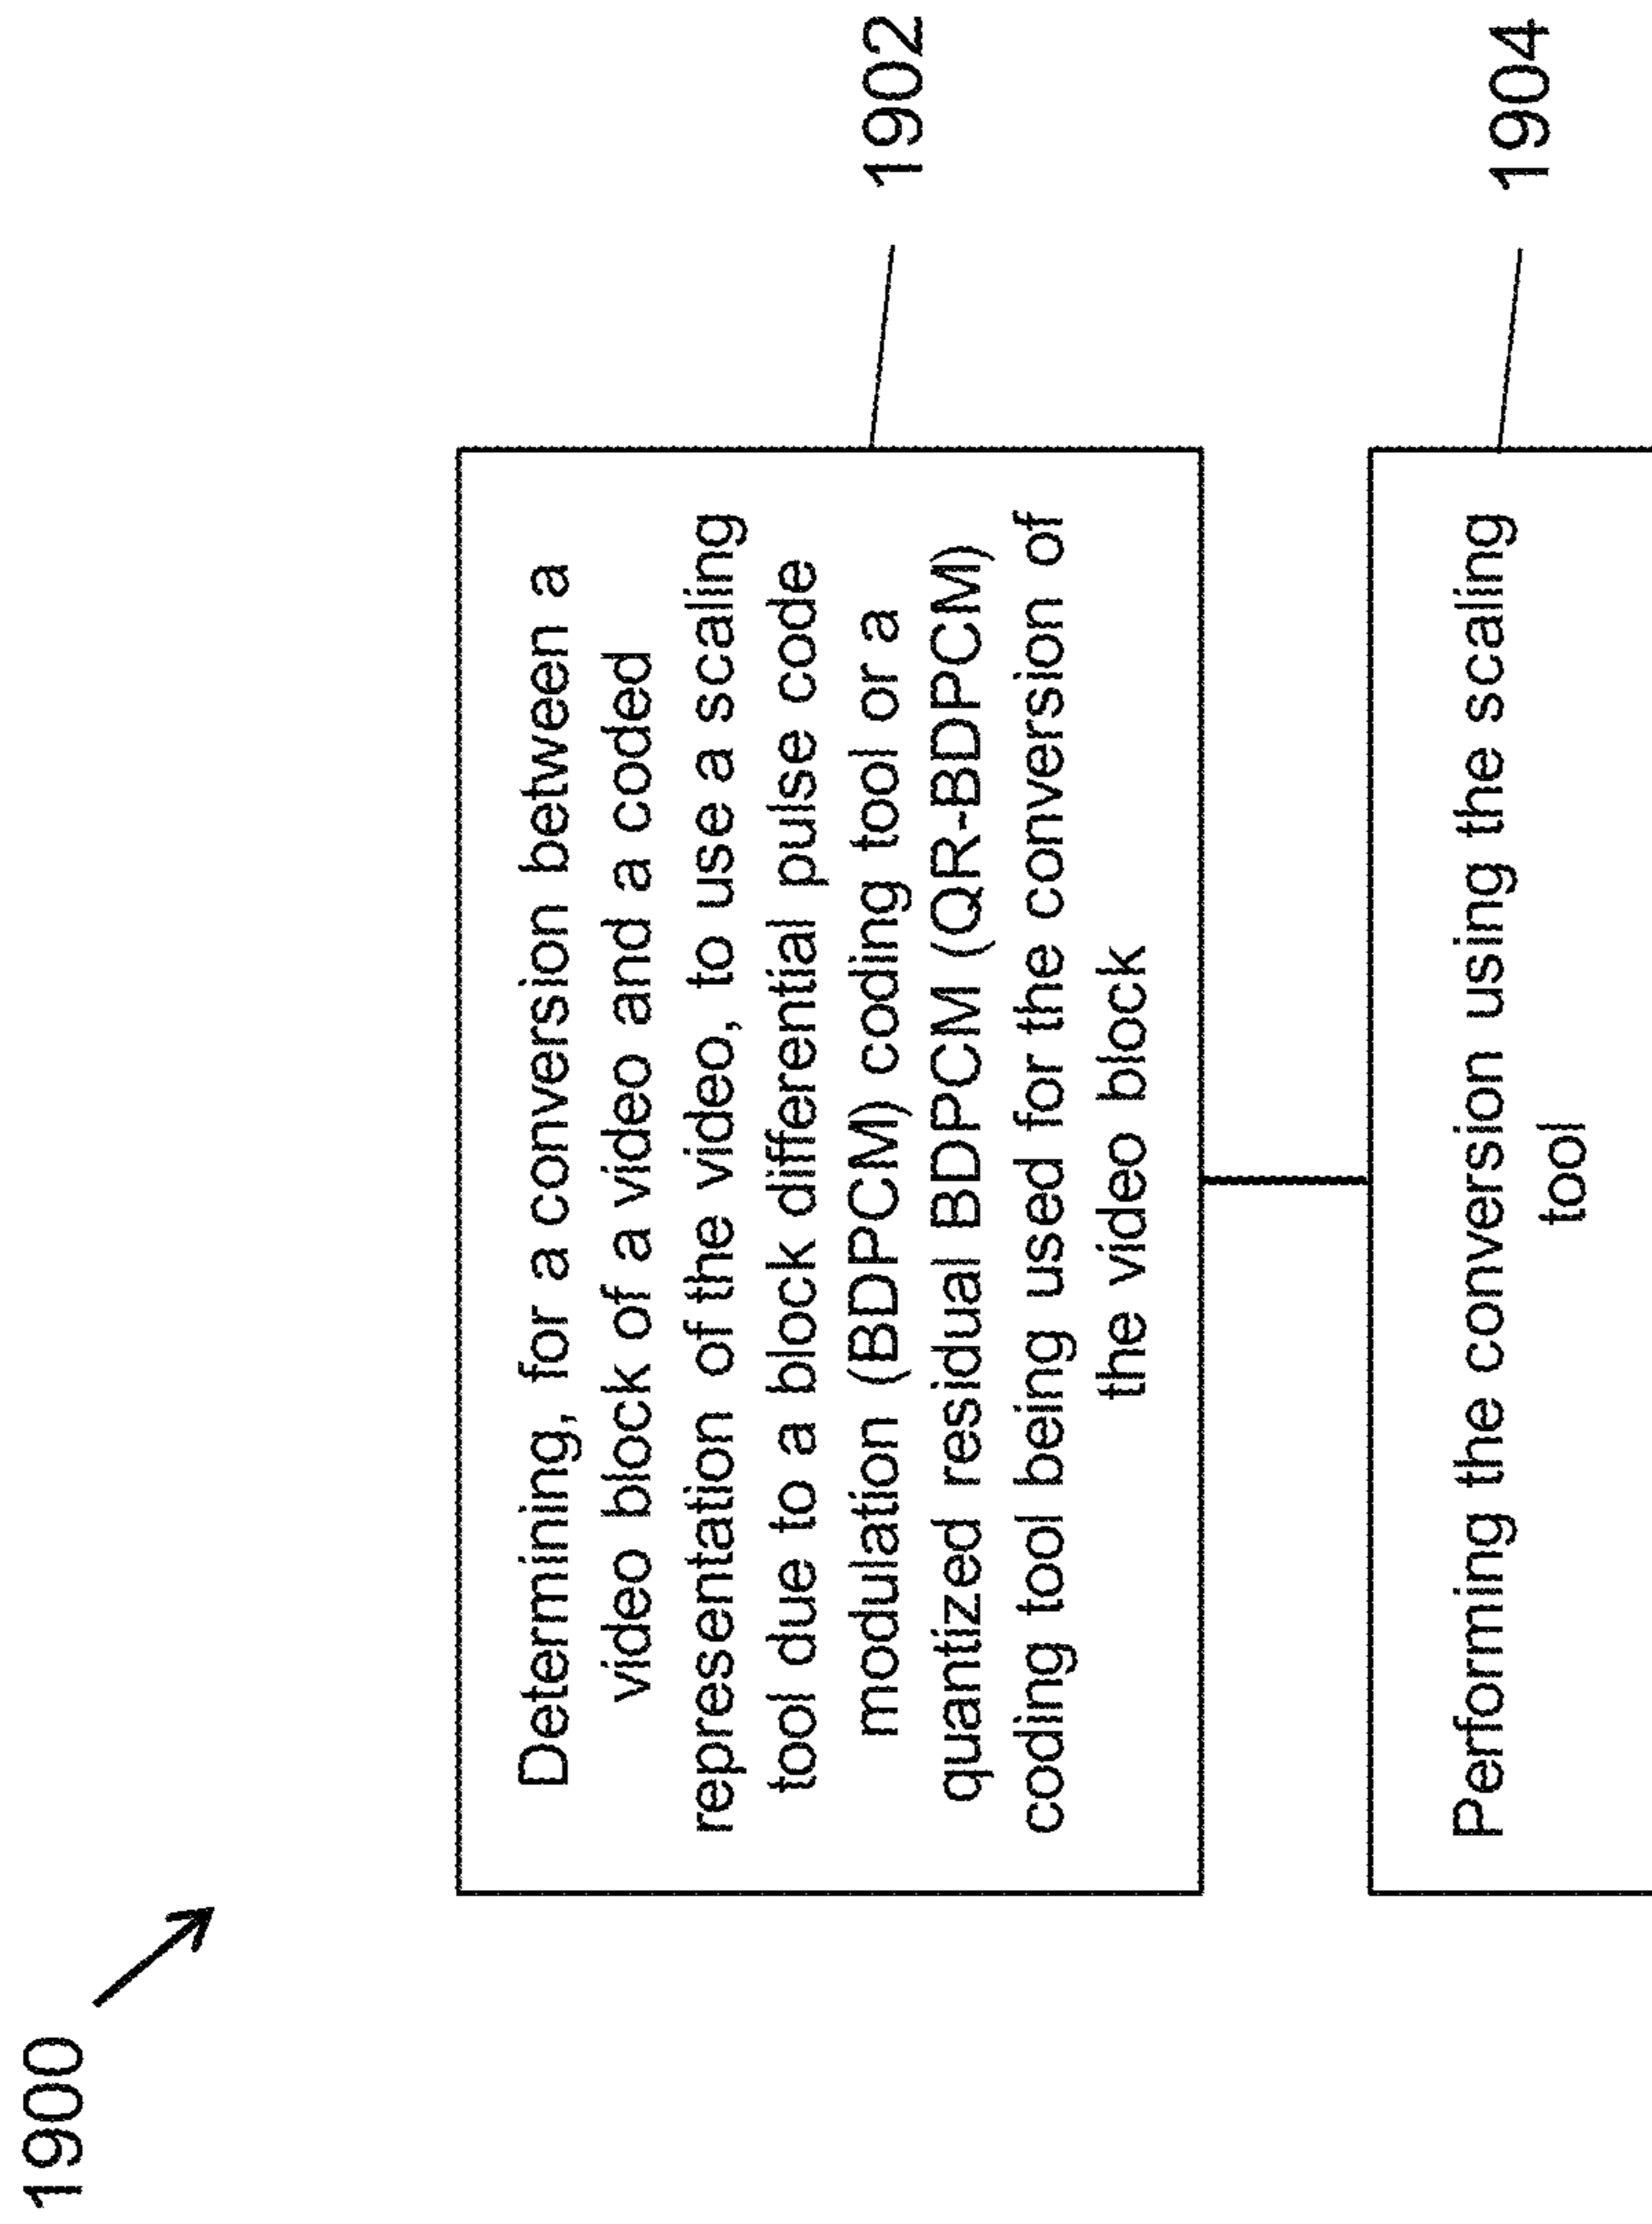 1900
Determining, for a conversion between a
video block of a video and a coded
representation of the video, to use a scaling
tool due to a block differential pulse code
modulation (BDPCM) coding tool or a
quantized residual BDPCM (QR-BDPCM)
coding tool being used for the conversion of
the video block
1902
Performing the conversion using the scaling
tool
1904